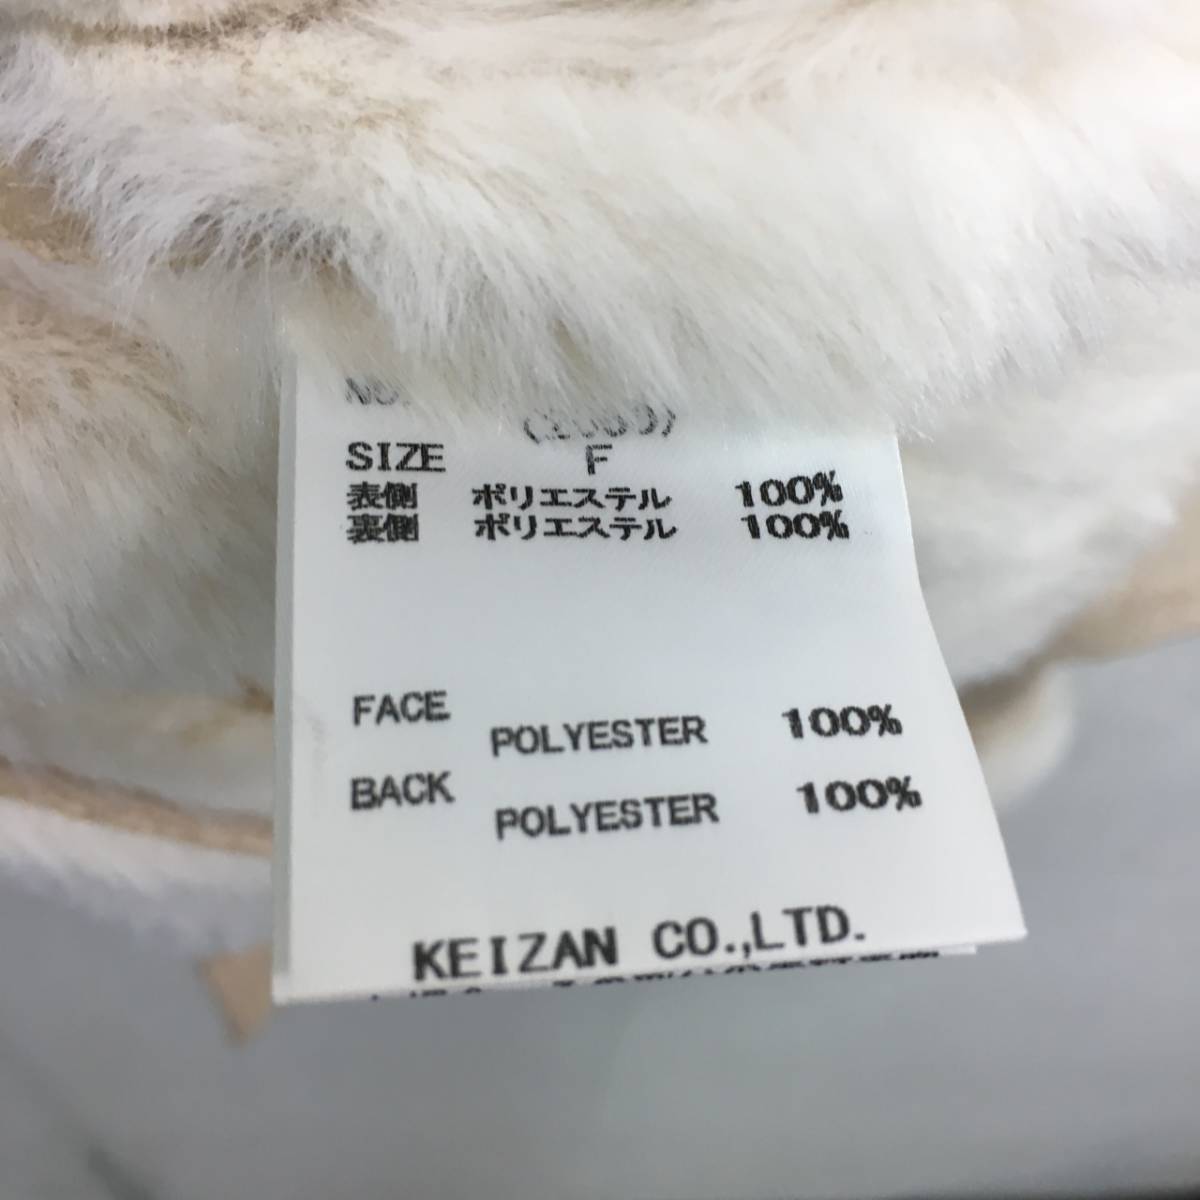 SIZE F
表側 ポリエステル 100%
裏側 ポリエステル 100%
FACE
POLYESTER 100%
BACK
POLYESTER 100%
KEIZAN CO.,LTD.